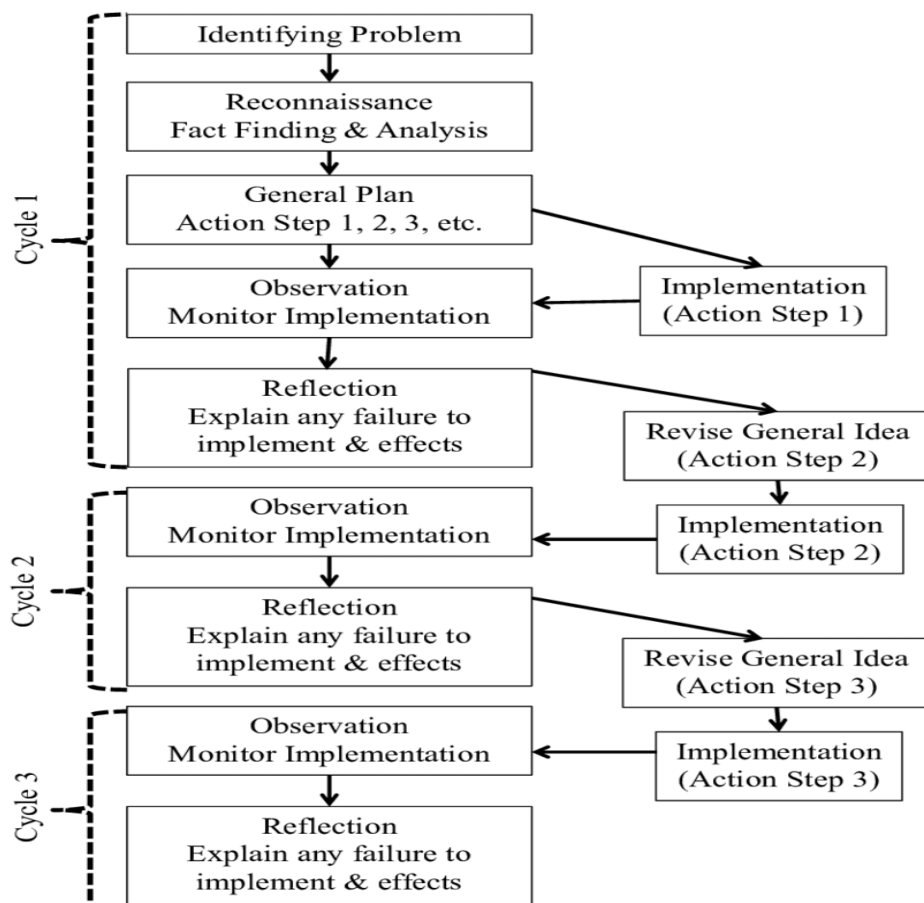 Cycle 1
Identifying Problem
Reconnaissance
Fact Finding & Analysis
General Plan
Action Step 1, 2, 3, etc.
Implementation
(Action Step 1)
Observation
Monitor Implementation
Reflection
Explain any failure to
implement & effects
Revise General Idea
(Action Step 2)
Implementation
(Action Step 2)
Cycle 2
Observation
Monitor Implementation
Reflection
Explain any failure to
implement & effects
Revise General Idea
(Action Step 3)
Implementation
(Action Step 3)
Cycle 3
Observation
Monitor Implementation
Reflection
Explain any failure to
implement & effects